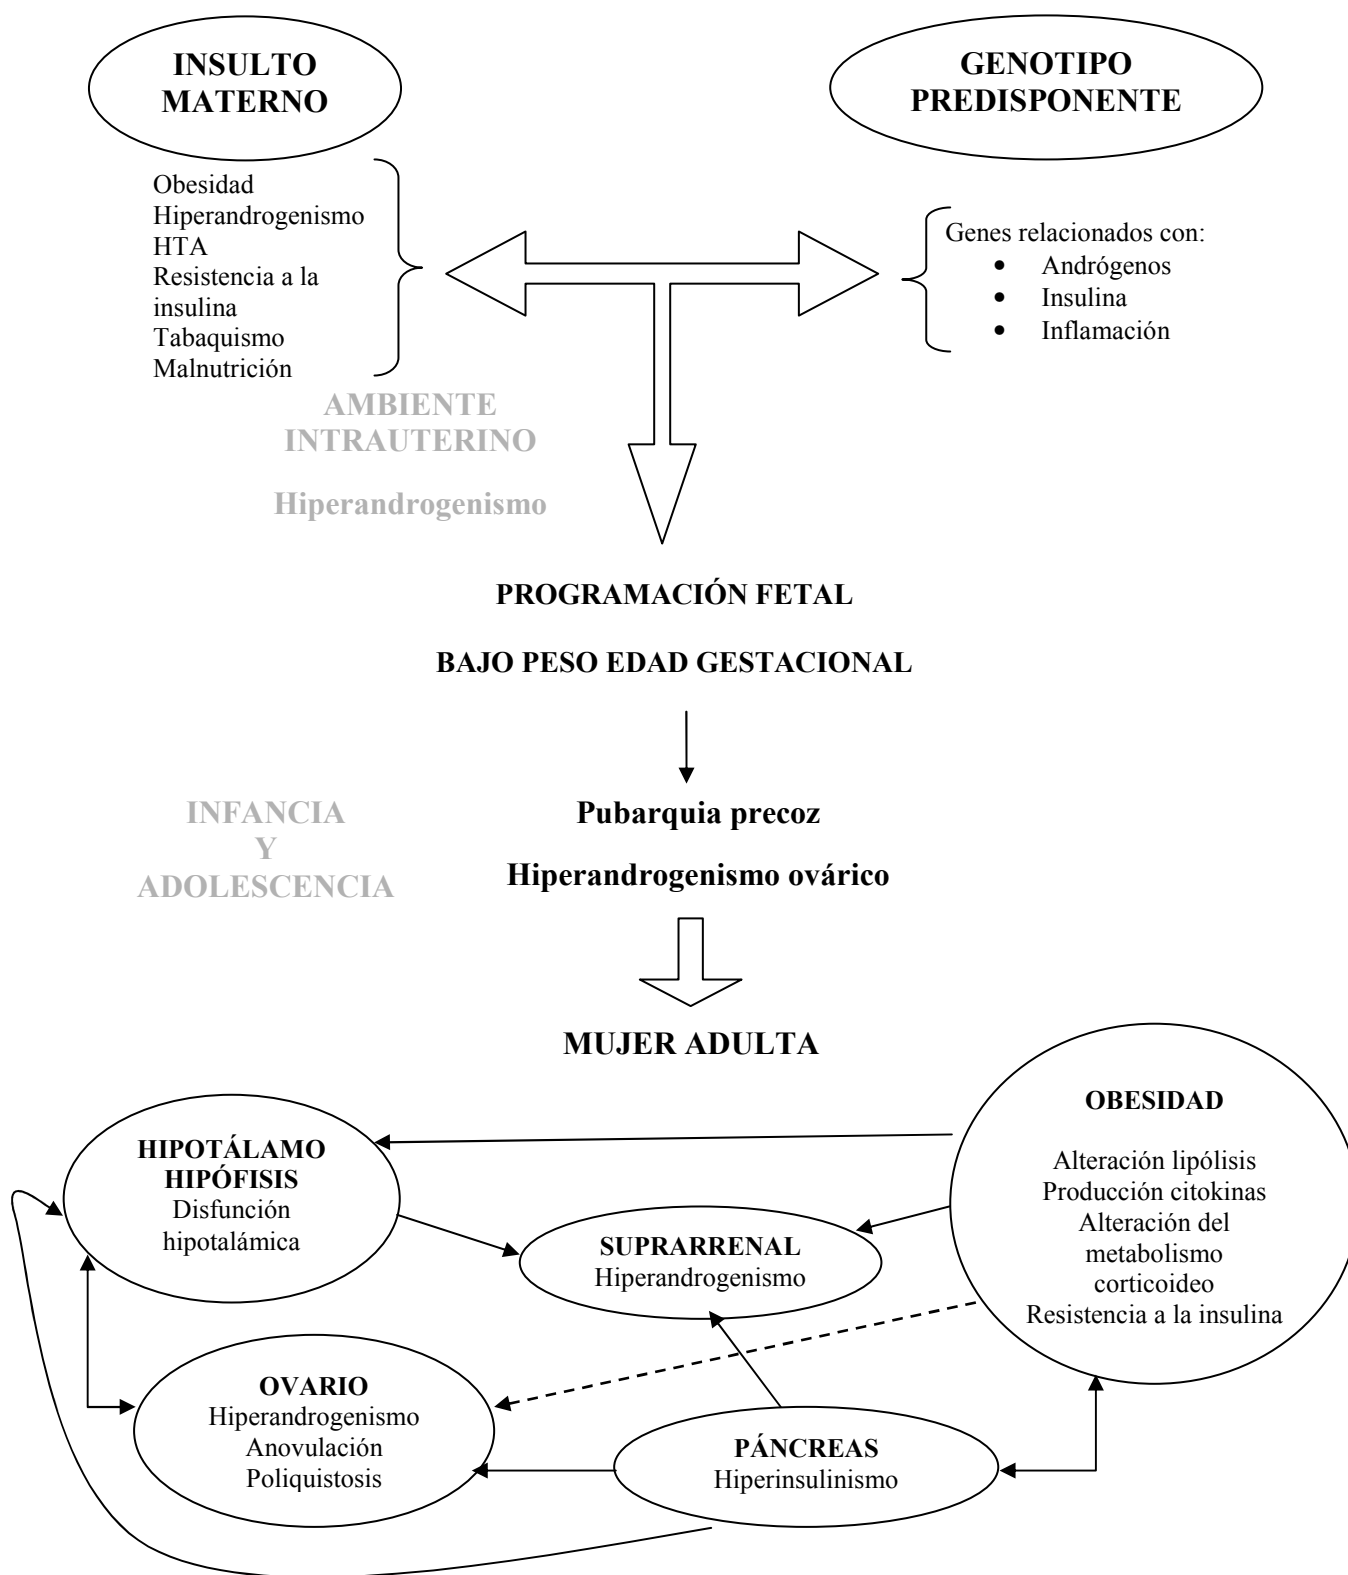 INSULTO
MATERNO
GENOTIPO
PREDISPONENTE
Obesidad
Hiperandrogenismo
HTA
Resistencia a la
insulina
Tabaquismo
Malnutrición
Genes relacionados con:
• Andrógenos
• Insulina
• Inflamación
AMBIENTE
INTRAUTERINO
Hiperandrogenismo
PROGRAMACIÓN FETAL
BAJO PESO EDAD GESTACIONAL
INFANCIA
Y
ADOLESCENCIA
Pubarquia precoz
Hiperandrogenismo ovárico
MUJER ADULTA
HIPOTÁLAMO
HIPÓFISIS
Disfunción
hipotalámica
SUPRARRENAL
Hiperandrogenismo
OBESIDAD
Alteración lipólisis
Producción citokinas
Alteración del
metabolismo
corticoideo
Resistencia a la insulina
OVARIO
Hiperandrogenismo
Anovulación
Poliquistosis
PÁNCREAS
Hiperinsulinismo